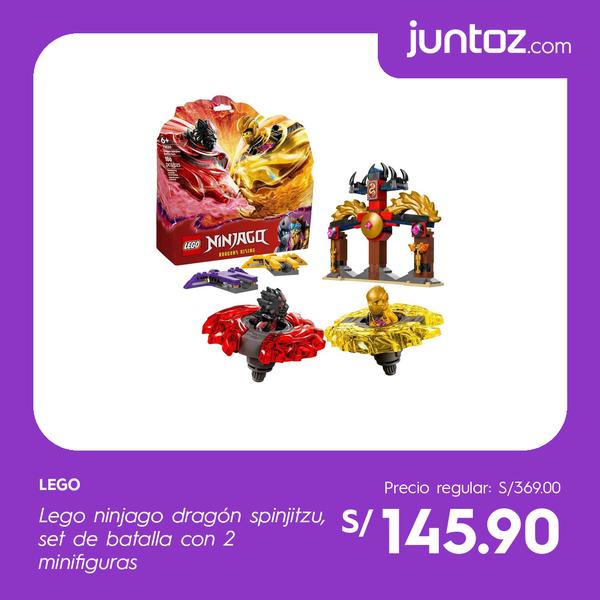 juntoz.com
6+
LEGO NINJAGO
DRAGONS RISING
LEGO
Precio regular: S/369.00
Lego ninjago dragón spinjitzu,
set de batalla con 2
minifiguras
S/145.90